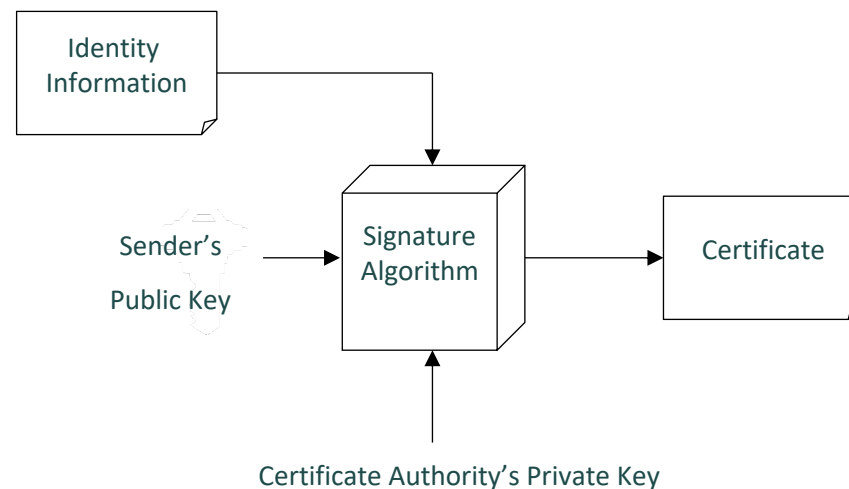 Identity
Information
Sender's
Public Key
Signature
Algorithm
Certificate
Certificate Authority's Private Key